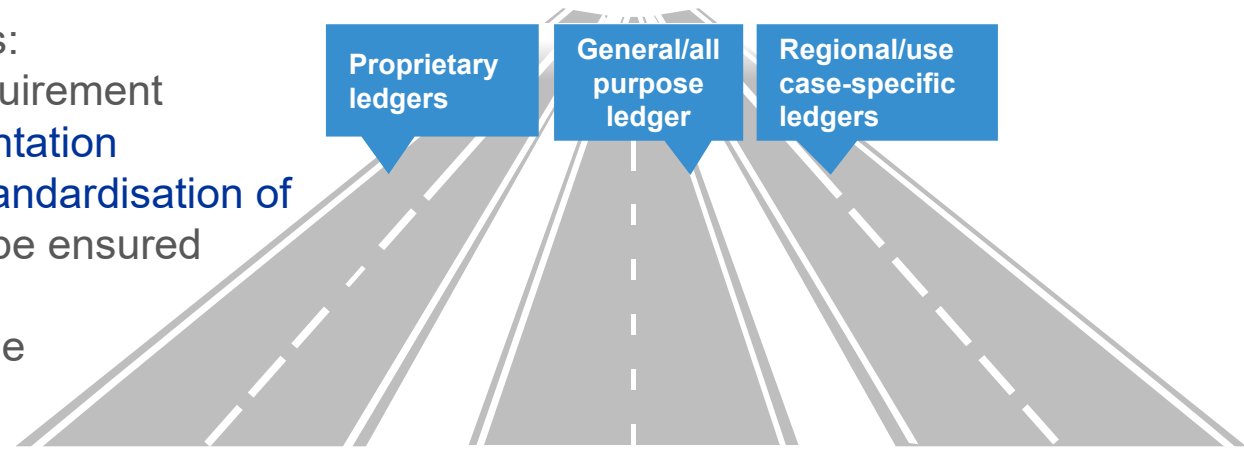 s:
uirement
ntation
andardisation of
be ensured
e
Proprietary
ledgers
General/all
purpose
ledger
Regional/use
case-specific
ledgers